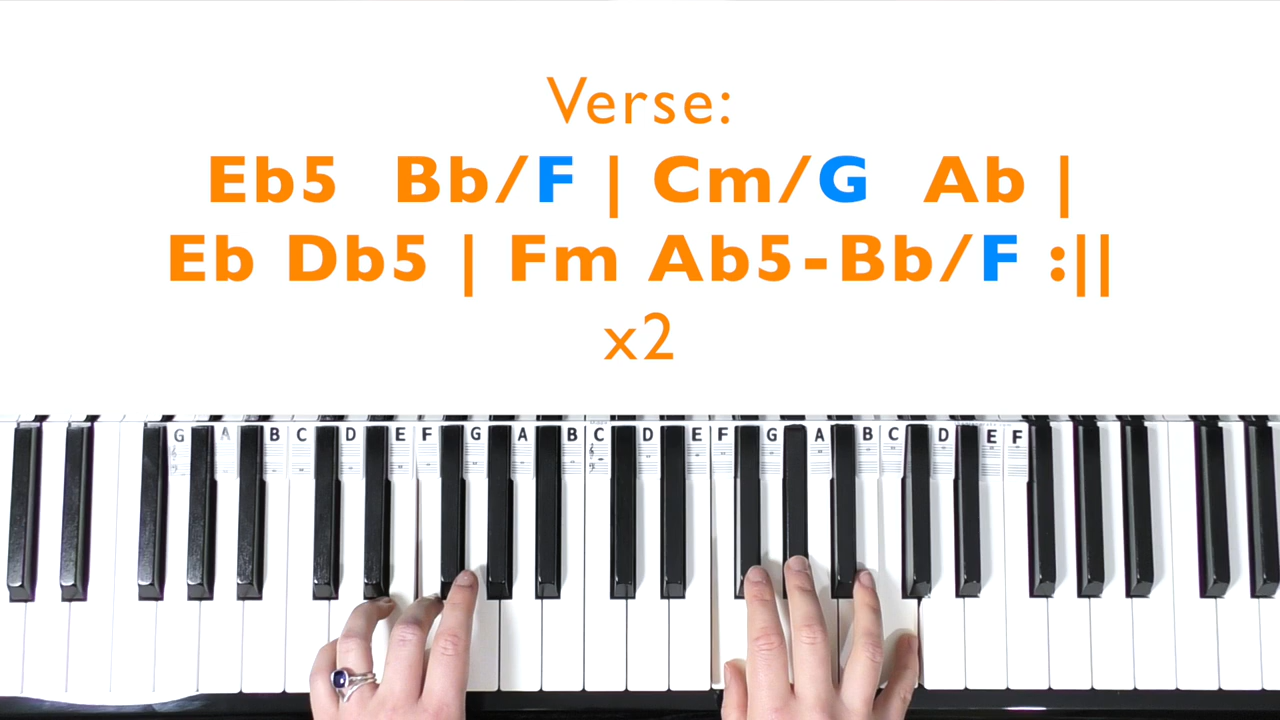 Verse:
Eb5 Bb/F | Cm/G Ab |
Eb Db5 | Fm Ab5-Bb/F :||
x2
G A B C D E F G A B C D E F G A B C D E F